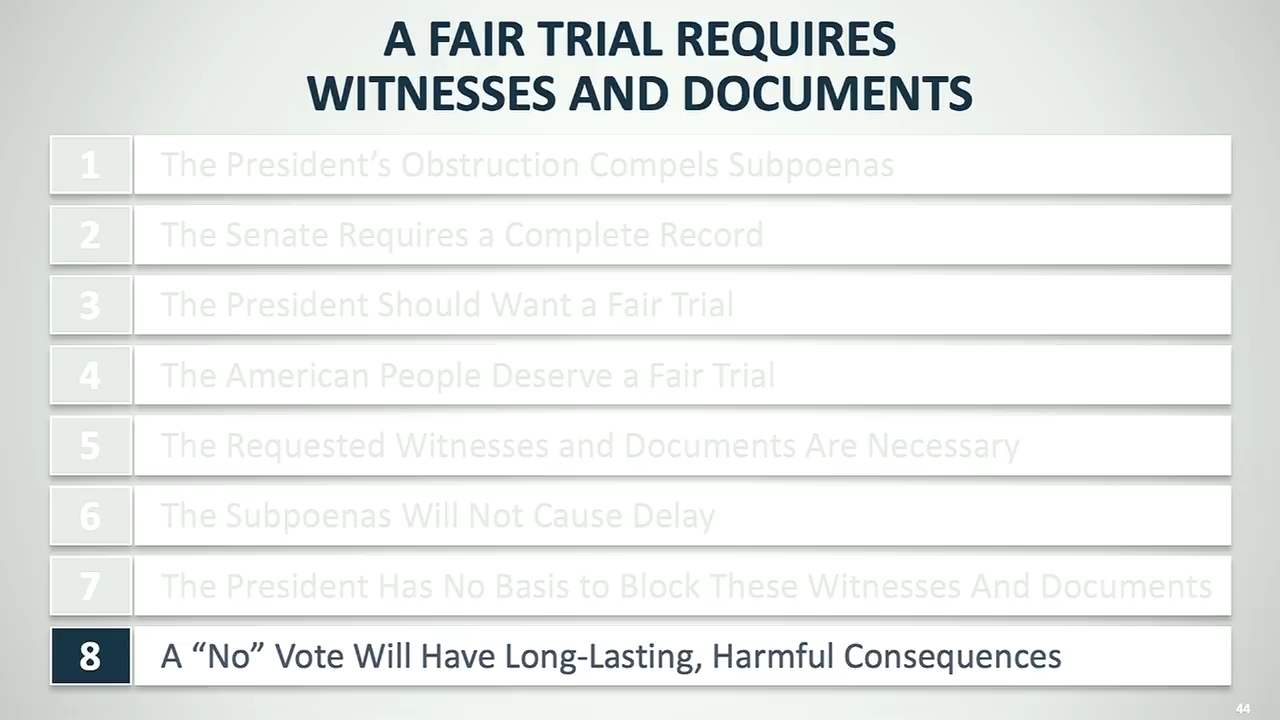 A FAIR TRIAL REQUIRES
WITNESSES AND DOCUMENTS
1 The President’s Obstruction Compels Subpoenas
2 The Senate Requires a Complete Record
3 The President Should Want a Fair Trial
4 The American People Deserve a Fair Trial
5 The Requested Witnesses and Documents Are Necessary
6 The Subpoenas Will Not Cause Delay
7 The President Has No Basis to Block These Witnesses And Documents
8 A “No” Vote Will Have Long-Lasting, Harmful Consequences
44